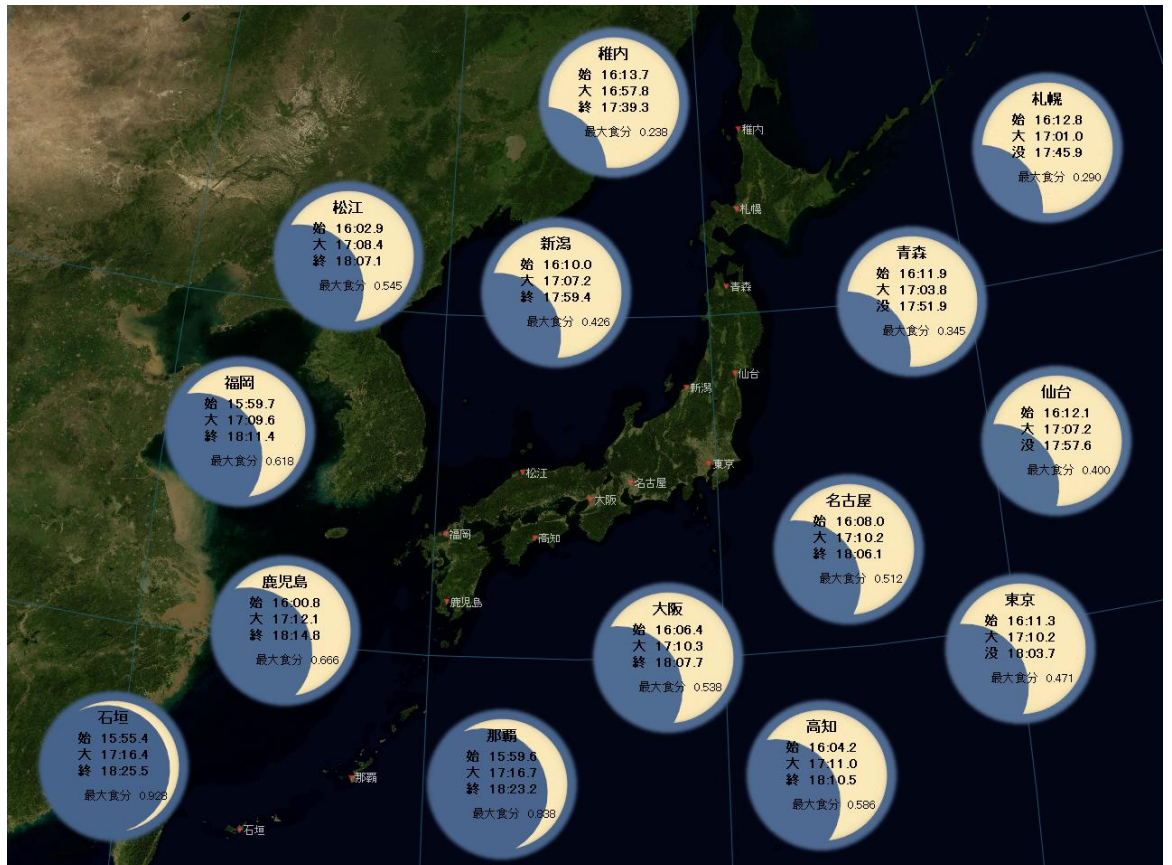 稚内
始 16:13.7
大 16:57.8
終 17:39.3
最大食分 0.238
札幌
始 16:12.8
大 17:01.0
没 17:45.9
最大食分 0.290
稚内
札幌
松江
始 16:02.9
大 17:08.4
終 18:07.1
最大食分 0.545
新潟
始 16:10.0
大 17:07.2
終 17:59.4
最大食分 0.426
青森
始 16:11.9
大 17:03.8
没 17:51.9
最大食分 0.345
青森
福岡
始 15:59.7
大 17:09.6
終 18:11.4
最大食分 0.618
仙台
新潟
仙台
始 16:12.1
大 17:07.2
没 17:57.6
最大食分 0.400
東京
松江
名古屋
大阪
福岡
高知
名古屋
始 16:08.0
大 17:10.2
終 18:06.1
最大食分 0.512
鹿児島
始 16:00.8
大 17:12.1
終 18:14.8
最大食分 0.666
鹿児島
大阪
始 16:06.4
大 17:10.3
終 18:07.7
最大食分 0.538
東京
始 16:11.3
大 17:10.2
没 18:03.7
最大食分 0.471
石垣
始 15:55.4
大 17:16.4
終 18:25.5
最大食分 0.928
那覇
那覇
始 15:59.6
大 17:16.7
終 18:23.2
最大食分 0.838
高知
始 16:04.2
大 17:11.0
終 18:10.5
最大食分 0.586
石垣